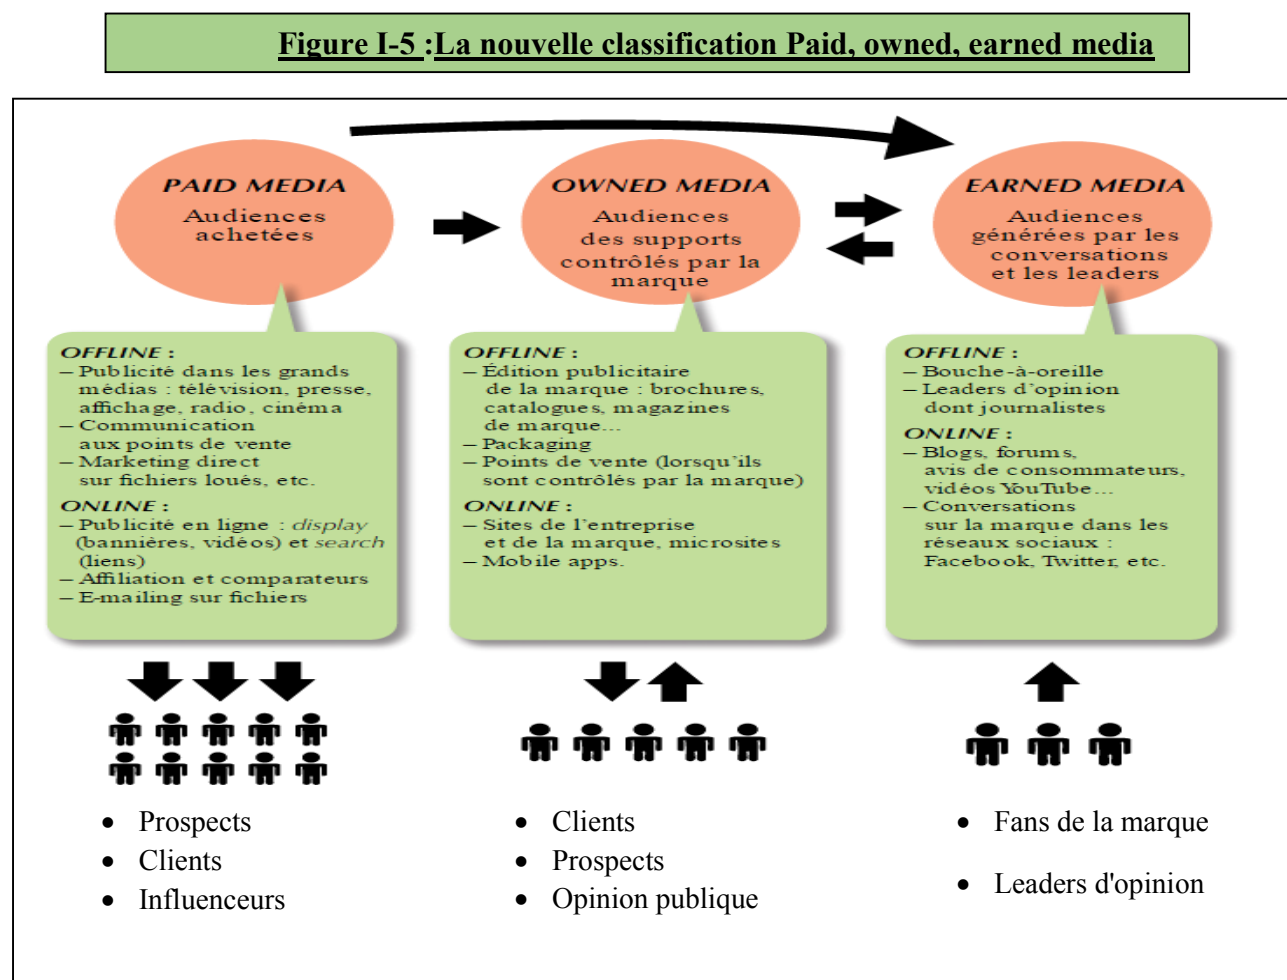 Figure I-5 :La nouvelle classification Paid, owned, earned media
PAID MEDIA
Audiences
achetées
OWNED MEDIA
Audiences
des supports
contrôlés par la
marque
EARNED MEDIA
Audiences
générées par les
conversations
et les leaders
OFFLINE :
– Publicité dans les grands
médias : télévision, presse,
affichage, radio, cinéma
– Communication
aux points de vente
– Marketing direct
sur fichiers loués, etc.
ONLINE :
– Publicité en ligne : display
(bannières, vidéos) et search
(liens)
– Affiliation et comparateurs
– E-mailing sur fichiers
OFFLINE :
– Édition publicitaire
de la marque : brochures,
catalogues, magazines
de marque...
– Packaging
– Points de vente (lorsqu'ils
sont contrôlés par la marque)
ONLINE :
– Sites de l'entreprise
et de la marque, microsites
– Mobile apps.
OFFLINE :
– Bouche-à-oreille
– Leaders d'opinion
dont journalistes
ONLINE :
– Blogs, forums,
avis de consommateurs,
vidéos YouTube...
– Conversations
sur la marque dans les
réseaux sociaux :
Facebook, Twitter, etc.
• Prospects
• Clients
• Influenceurs
• Clients
• Prospects
• Opinion publique
• Fans de la marque
• Leaders d'opinion